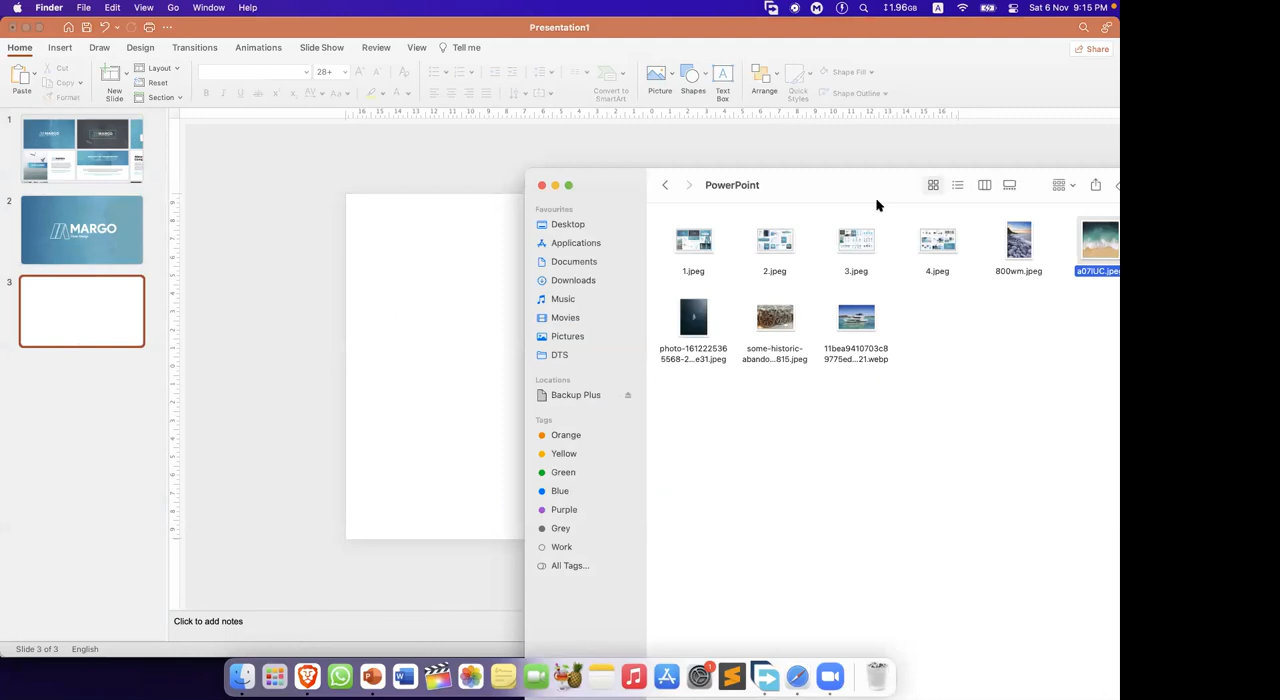 Finder File Edit View Go Window Help
1.96GB A Sat 6 Nov 9:15 PM
Presentation1
Home Insert Draw Design Transitions Animations Slide Show Review View Tell me
Share
Paste
Cut
Copy
Format
New Slide
Layout
Reset
Section
28+
Convert to SmartArt
Picture Shapes Text Box Arrange Quick Styles
Shape Fill
Shape Outline
1
MARGO
2
MARGO
3
PowerPoint
Favourites
Desktop
Applications
Documents
Downloads
Music
Movies
Pictures
DTS
Locations
Backup Plus
Tags
Orange
Yellow
Green
Blue
Purple
Grey
Work
All Tags...
1.jpeg 2.jpeg 3.jpeg 4.jpeg 800wm.jpeg
photo-161222536 some-historic- 11bea9410703c8
5568-2...e31.jpeg abando...815.jpeg 9775ed...21.webp
Click to add notes
Slide 3 of 3 English